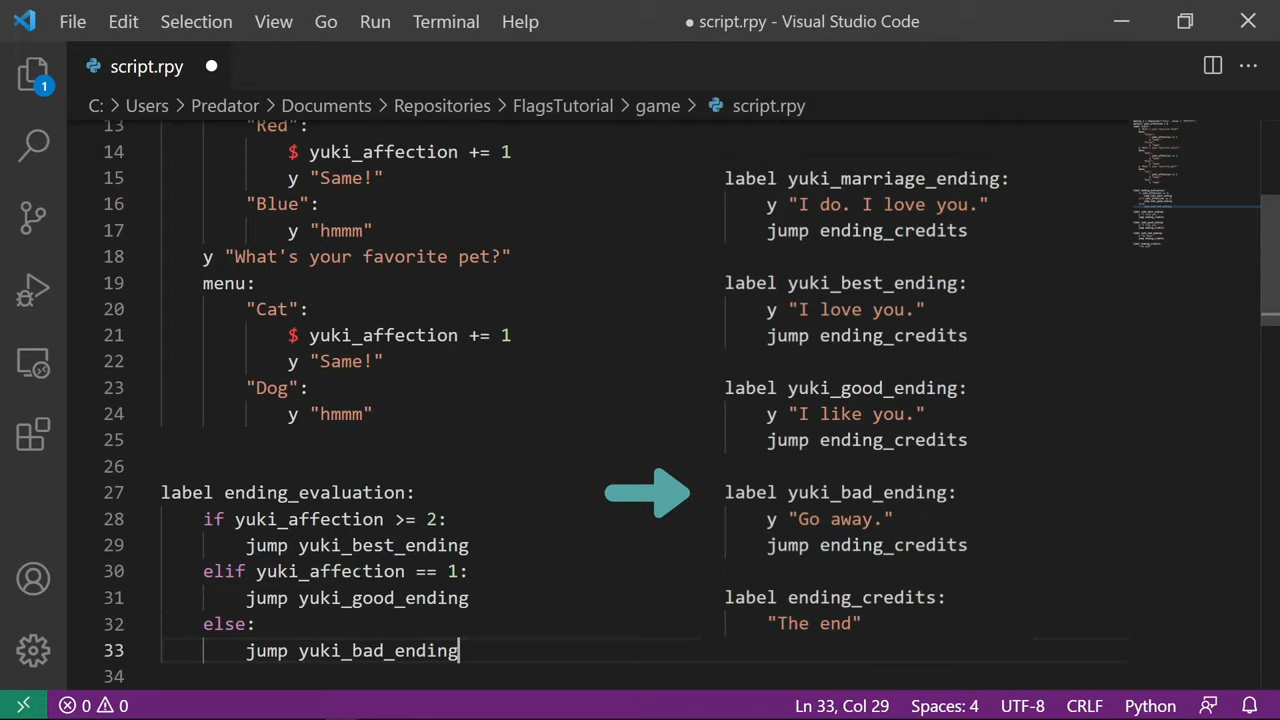 File Edit Selection View Go Run Terminal Help ● script.rpy - Visual Studio Code
script.rpy
C: > Users > Predator > Documents > Repositories > FlagsTutorial > game > script.rpy
13 "Red":
14 $ yuki_affection += 1
15 y "Same!"
16 "Blue":
17 y "hmmm"
18 y "What's your favorite pet?"
19 menu:
20 "Cat":
21 $ yuki_affection += 1
22 y "Same!"
23 "Dog":
24 y "hmmm"
25
26
27 label ending_evaluation:
28 if yuki_affection >= 2:
29 jump yuki_best_ending
30 elif yuki_affection == 1:
31 jump yuki_good_ending
32 else:
33 jump yuki_bad_ending
34
label yuki_marriage_ending:
y "I do. I love you."
jump ending_credits
label yuki_best_ending:
y "I love you."
jump ending_credits
label yuki_good_ending:
y "I like you."
jump ending_credits
label yuki_bad_ending:
y "Go away."
jump ending_credits
label ending_credits:
"The end"
1
0 0 Ln 33, Col 29 Spaces: 4 UTF-8 CRLF Python